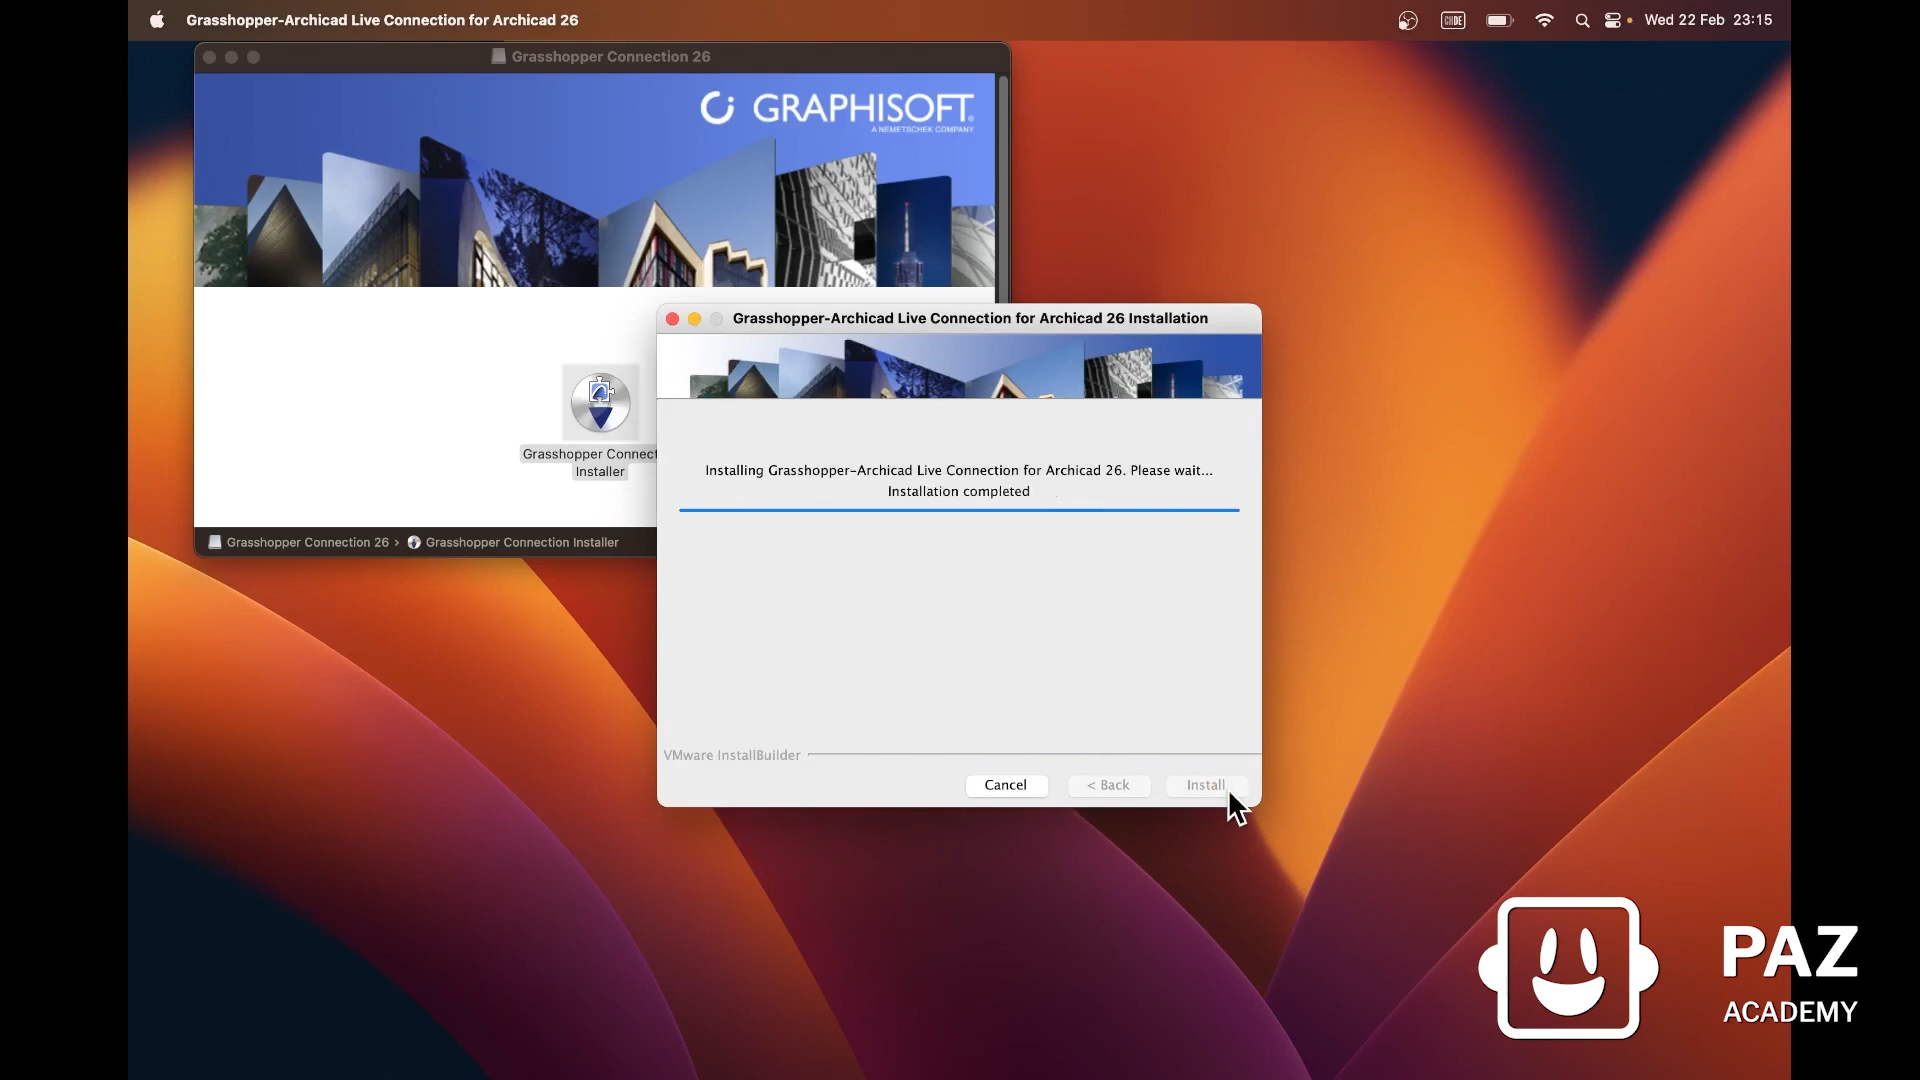 Grasshopper-Archicad Live Connection for Archicad 26
Wed 22 Feb 23:15
Grasshopper Connection 26
GRAPHISOFT®
A NEMETSCHEK COMPANY
Grasshopper Connect
Installer
Grasshopper Connection 26 › Grasshopper Connection Installer
Grasshopper-Archicad Live Connection for Archicad 26 Installation
Installing Grasshopper-Archicad Live Connection for Archicad 26. Please wait...
Installation completed
VMware InstallBuilder
Cancel
< Back
Install
PAZ
ACADEMY